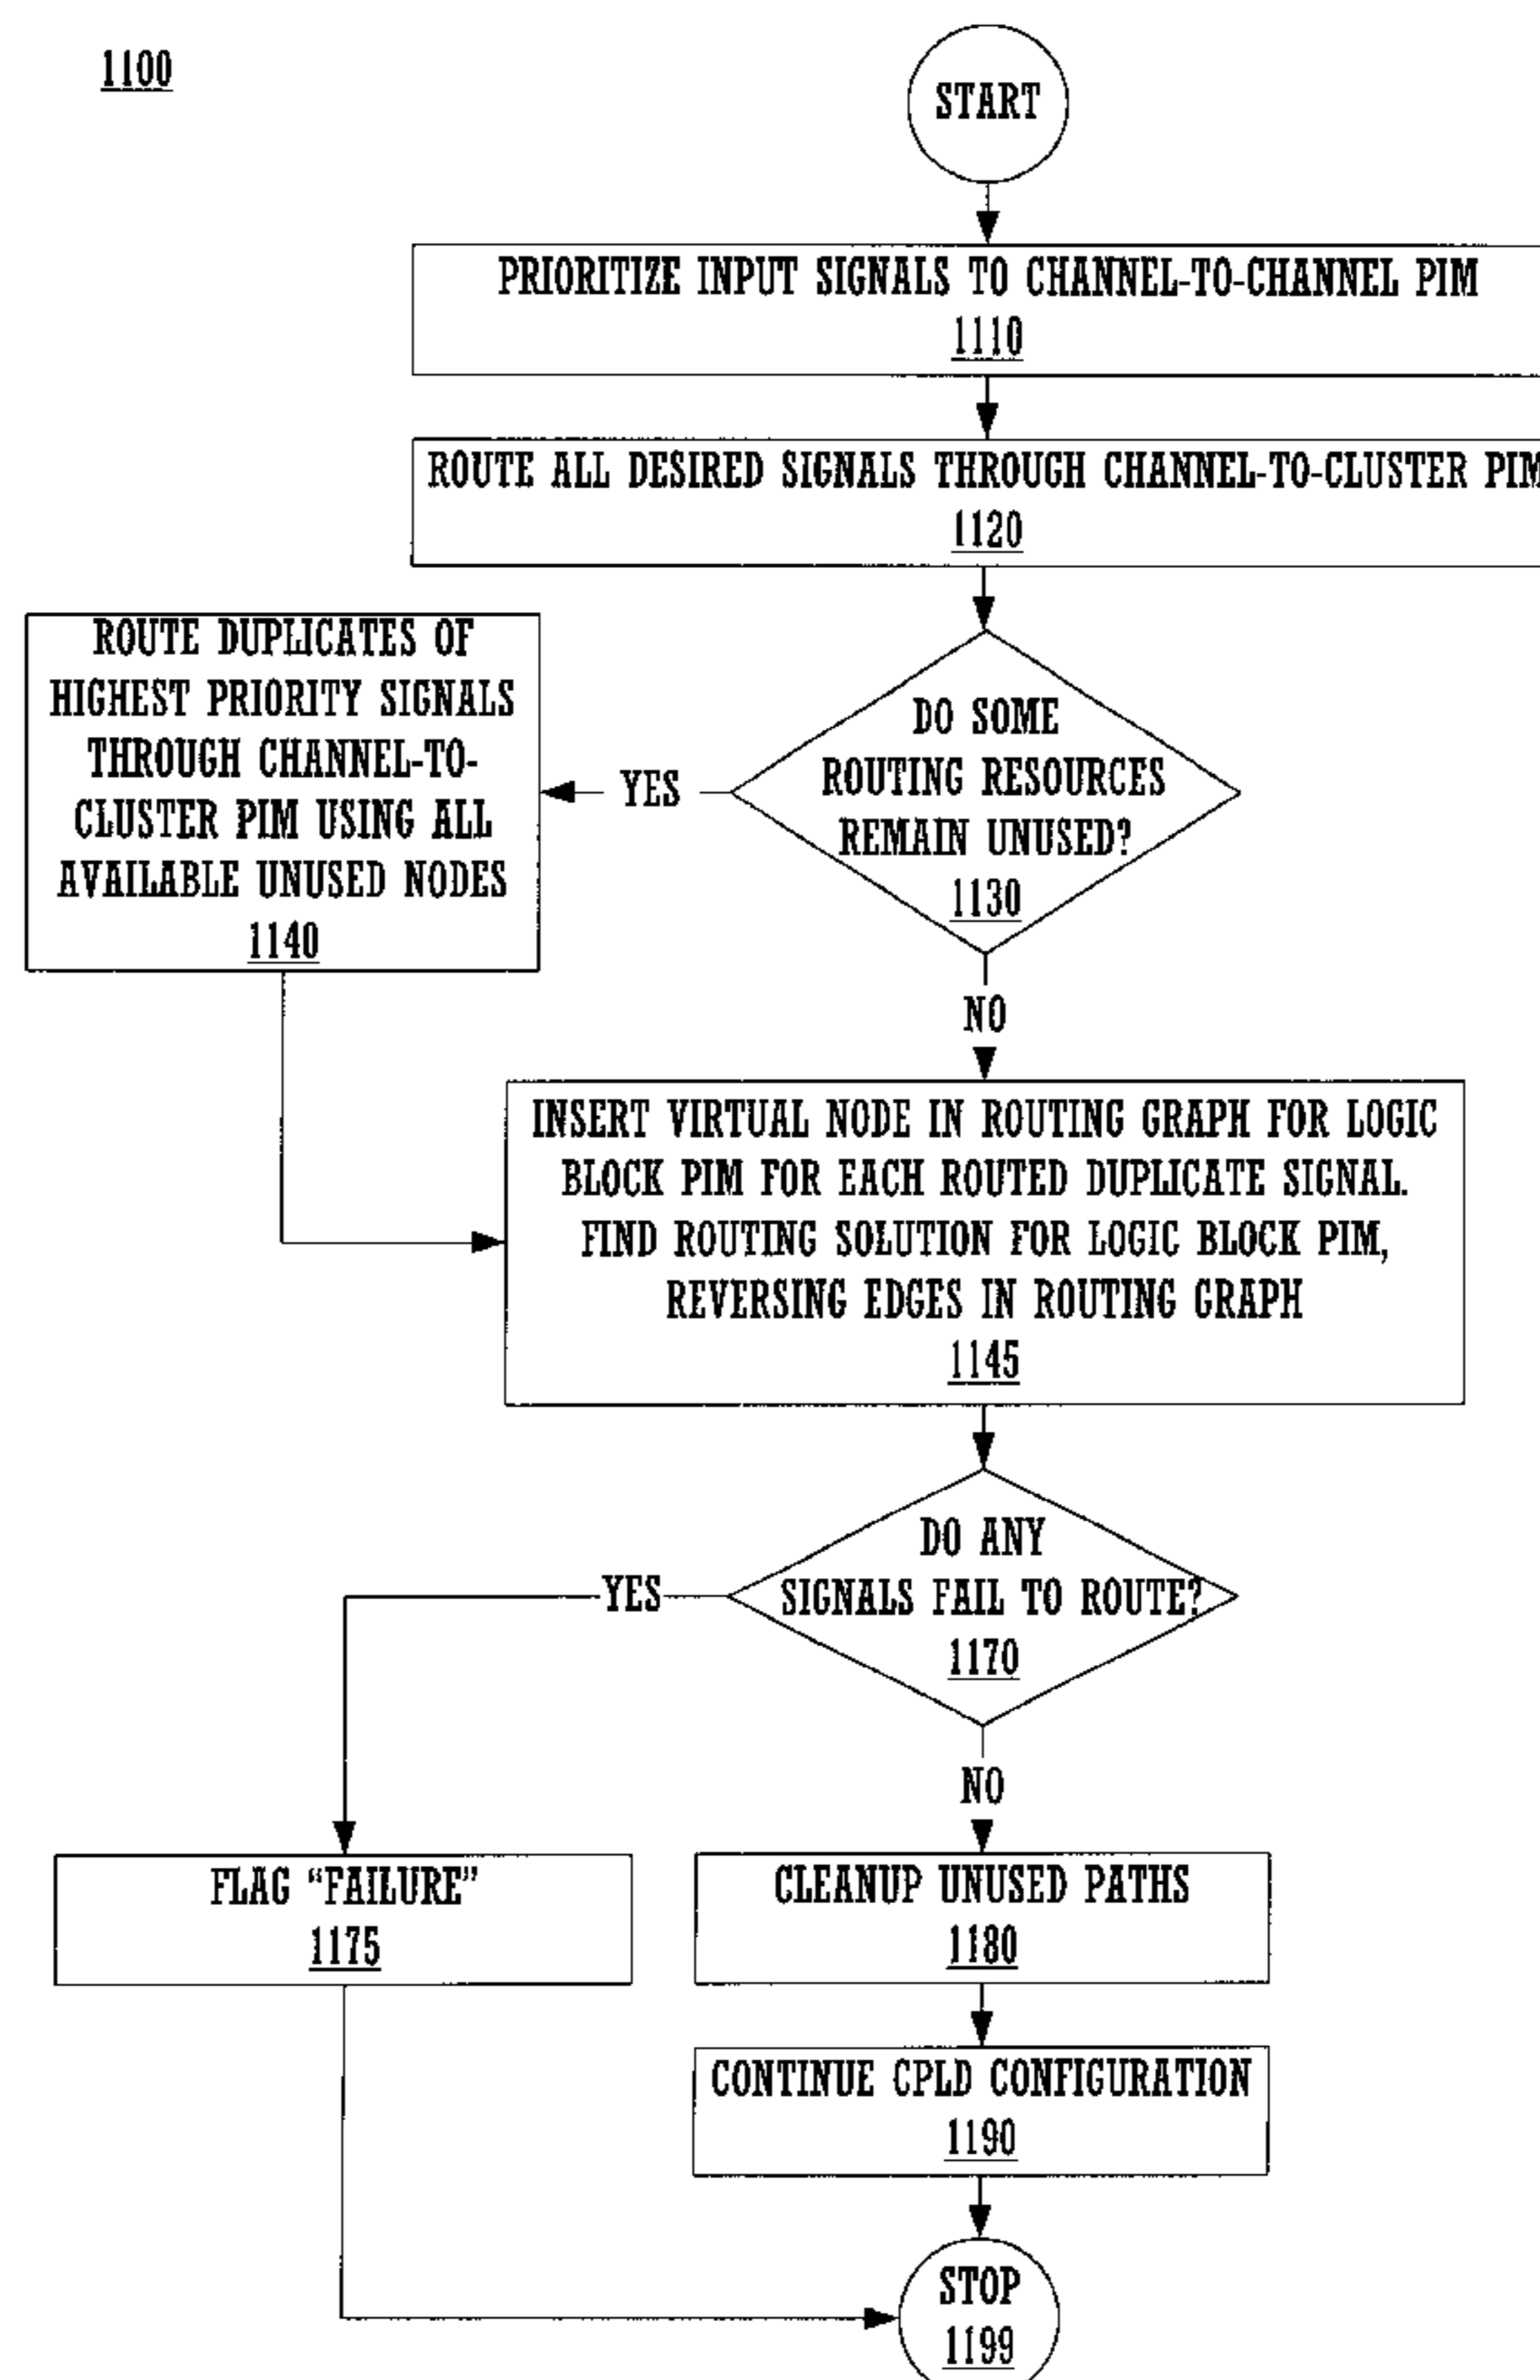 1100
START
PRIORITIZE INPUT SIGNALS TO CHANNEL-TO-CHANNEL PIM
1110
ROUTE ALL DESIRED SIGNALS THROUGH CHANNEL-TO-CLUSTER PIM
1120
DO SOME
ROUTING RESOURCES
REMAIN UNUSED?
1130
YES
ROUTE DUPLICATES OF
HIGHEST PRIORITY SIGNALS
THROUGH CHANNEL-TO-
CLUSTER PIM USING ALL
AVAILABLE UNUSED NODES
1140
NO
INSERT VIRTUAL NODE IN ROUTING GRAPH FOR LOGIC
BLOCK PIM FOR EACH ROUTED DUPLICATE SIGNAL.
FIND ROUTING SOLUTION FOR LOGIC BLOCK PIM,
REVERSING EDGES IN ROUTING GRAPH
1145
DO ANY
SIGNALS FAIL TO ROUTE?
1170
YES
NO
FLAG “FAILURE”
1175
CLEANUP UNUSED PATHS
1180
CONTINUE CPLD CONFIGURATION
1190
STOP
1199